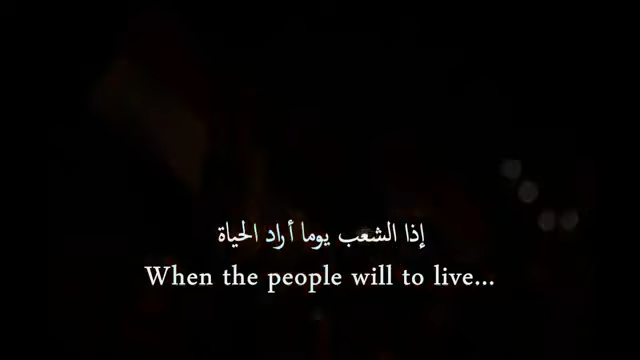 إذا الشعب يوما أراد الحياة
When the people will to live...